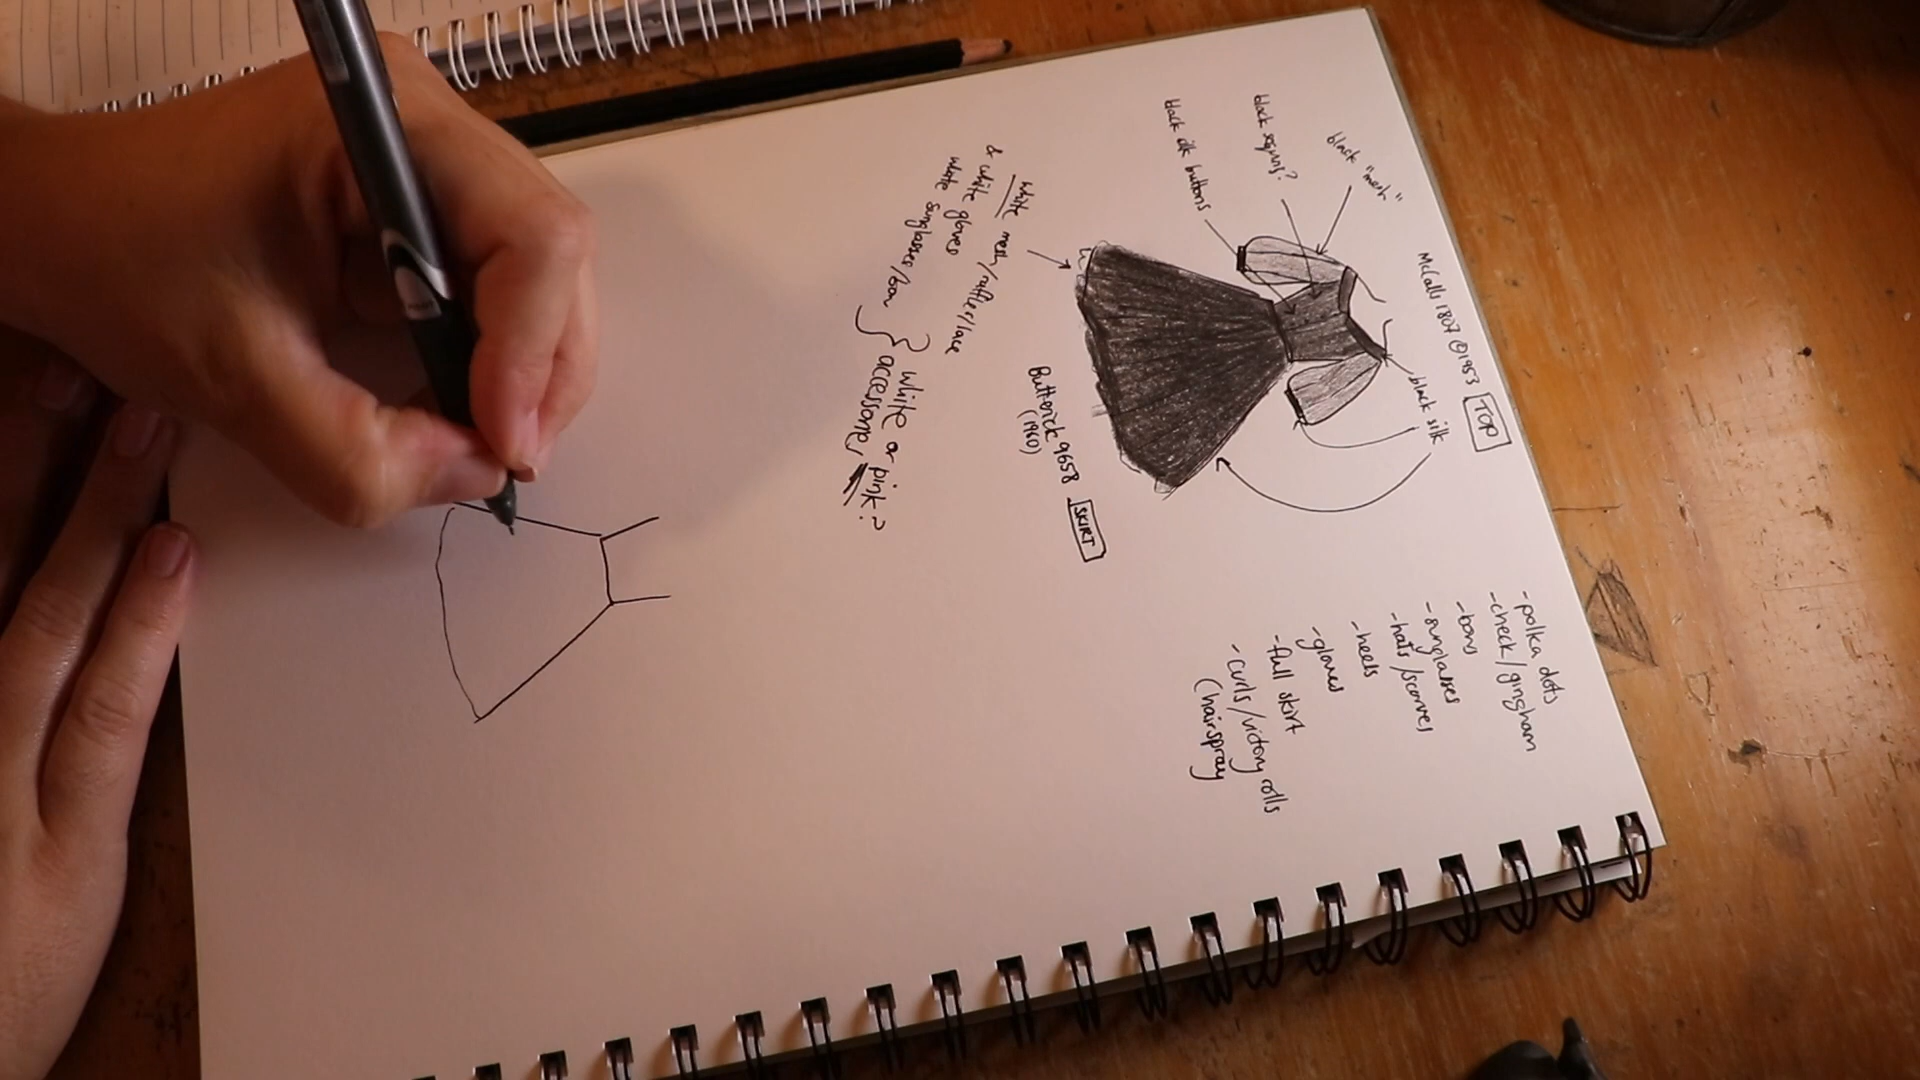 McCalls 1807 ©1953 TOP
black "mesh"
black sequins?
black silk buttons
black silk
white mesh/ruffles/lace
& white gloves
white sunglasses/bow
accessory
white or pink?
Butterick 9658
(1960)
SKIRT
-polka dots
-check/gingham
-bows
-sunglasses
-hats/scarves
-heels
-gloves
-full skirt
-curls/victory rolls
(hairspray